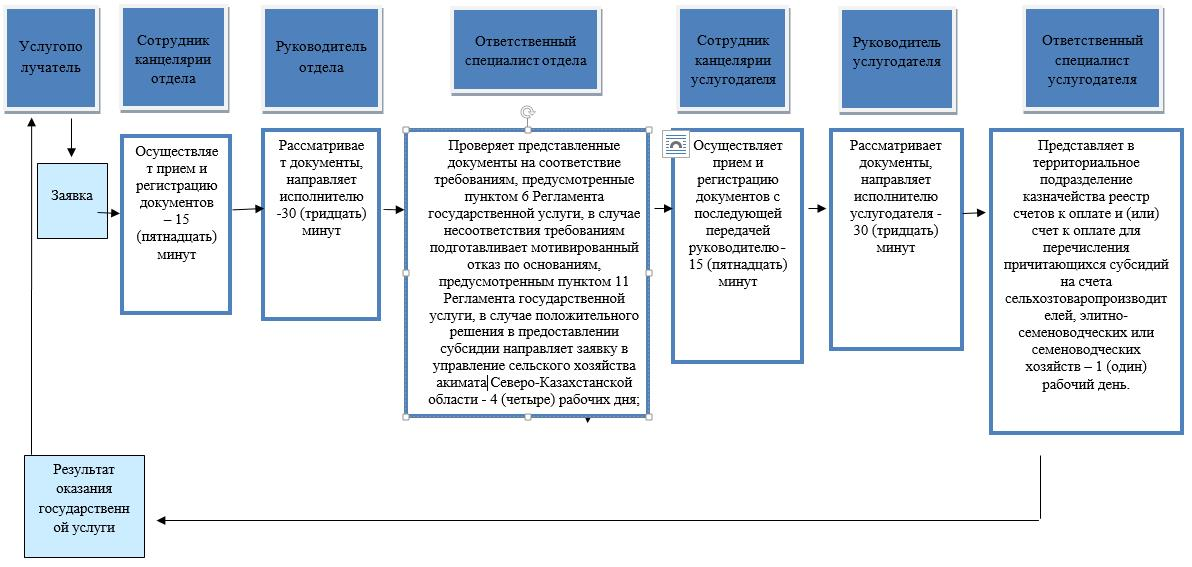 Услугопо
лучатель
Сотрудник
канцелярии
отдела
Руководитель
отдела
Ответственный
специалист отдела
Сотрудник
канцелярии
услугодателя
Руководитель
услугодателя
Ответственный
специалист
услугодателя
Заявка
Осуществляе
т прием и
регистрацию
документов
– 15
(пятнадцать)
минут
Рассматривае
т документы,
направляет
исполнителю
-30 (тридцать)
минут
Проверяет представленные
документы на соответствие
требованиям, предусмотренные
пунктом 6 Регламента
государственной услуги, в случае
несоответствия требованиям
подготавливает мотивированный
отказ по основаниям,
предусмотренным пунктом 11
Регламента государственной
услуги, в случае положительного
решения в предоставлении
субсидии направляет заявку в
управление сельского хозяйства
акимата Северо-Казахстанской
области - 4 (четыре) рабочих дня;
Осуществляет
прием и
регистрацию
документов с
последующей
передачей
руководителю-
15 (пятнадцать)
минут
Рассматривает
документы,
направляет
исполнителю
услугодателя -
30 (тридцать)
минут
Представляет в
территориальное
подразделение
казначейства реестр
счетов к оплате и (или)
счет к оплате для
перечисления
причитающихся субсидий
на счета
сельхозтоваропроизводит
елей, элитно-
семеноводческих или
семеноводческих
хозяйств – 1 (один)
рабочий день.
Результат
оказания
государственн
ой услуги